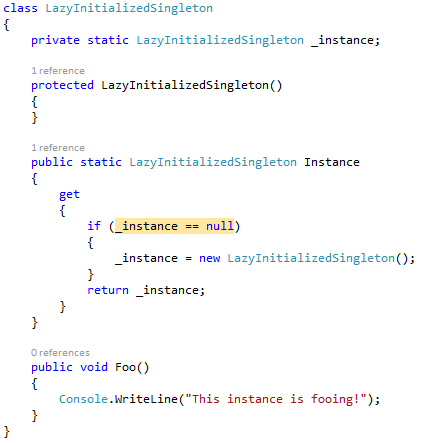 class LazyInitializedSingleton
{
    private static LazyInitializedSingleton _instance;
    1 reference
    protected LazyInitializedSingleton()
    {
    }
    1 reference
    public static LazyInitializedSingleton Instance
    {
        get
        {
            if (_instance == null)
            {
                _instance = new LazyInitializedSingleton();
            }
            return _instance;
        }
    }
    0 references
    public void Foo()
    {
        Console.WriteLine("This instance is fooing!");
    }
}